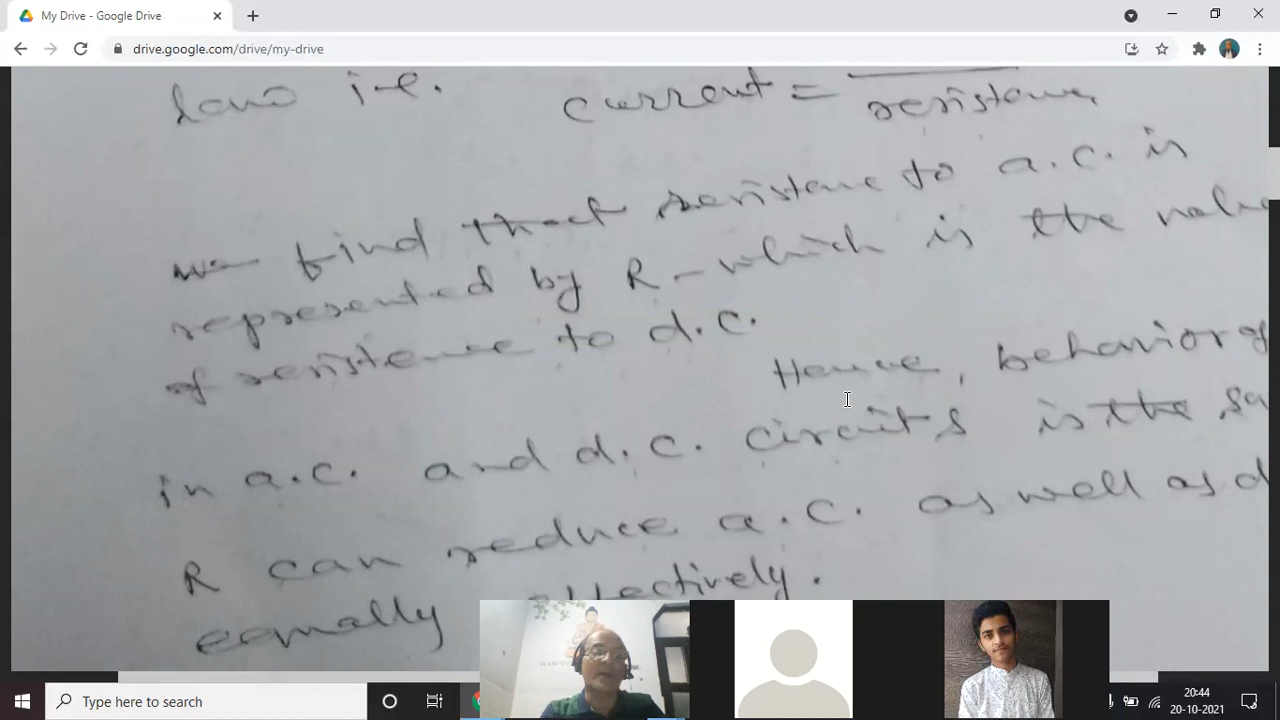 My Drive - Google Drive
drive.google.com/drive/my-drive
laws i.e. current = 
resistance
we find that resistance to a.c. is
represented by R - which is the value
of resistence to d.c.
Hence, behavior of
in a.c. and d.c. circuits is the sa
R can reduce a.c. as well as d
equally effectively.
Type here to search
20:44
20-10-2021